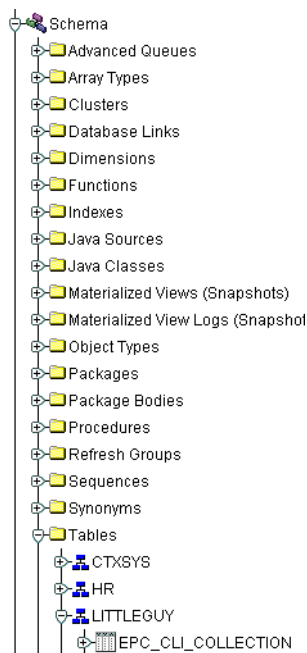 Schema
Advanced Queues
Array Types
Clusters
Database Links
Dimensions
Functions
Indexes
Java Sources
Java Classes
Materialized Views (Snapshots)
Materialized View Logs (Snapshot
Object Types
Packages
Package Bodies
Procedures
Refresh Groups
Sequences
Synonyms
Tables
CTXSYS
HR
LITTLEGUY
EPC_CLI_COLLECTION